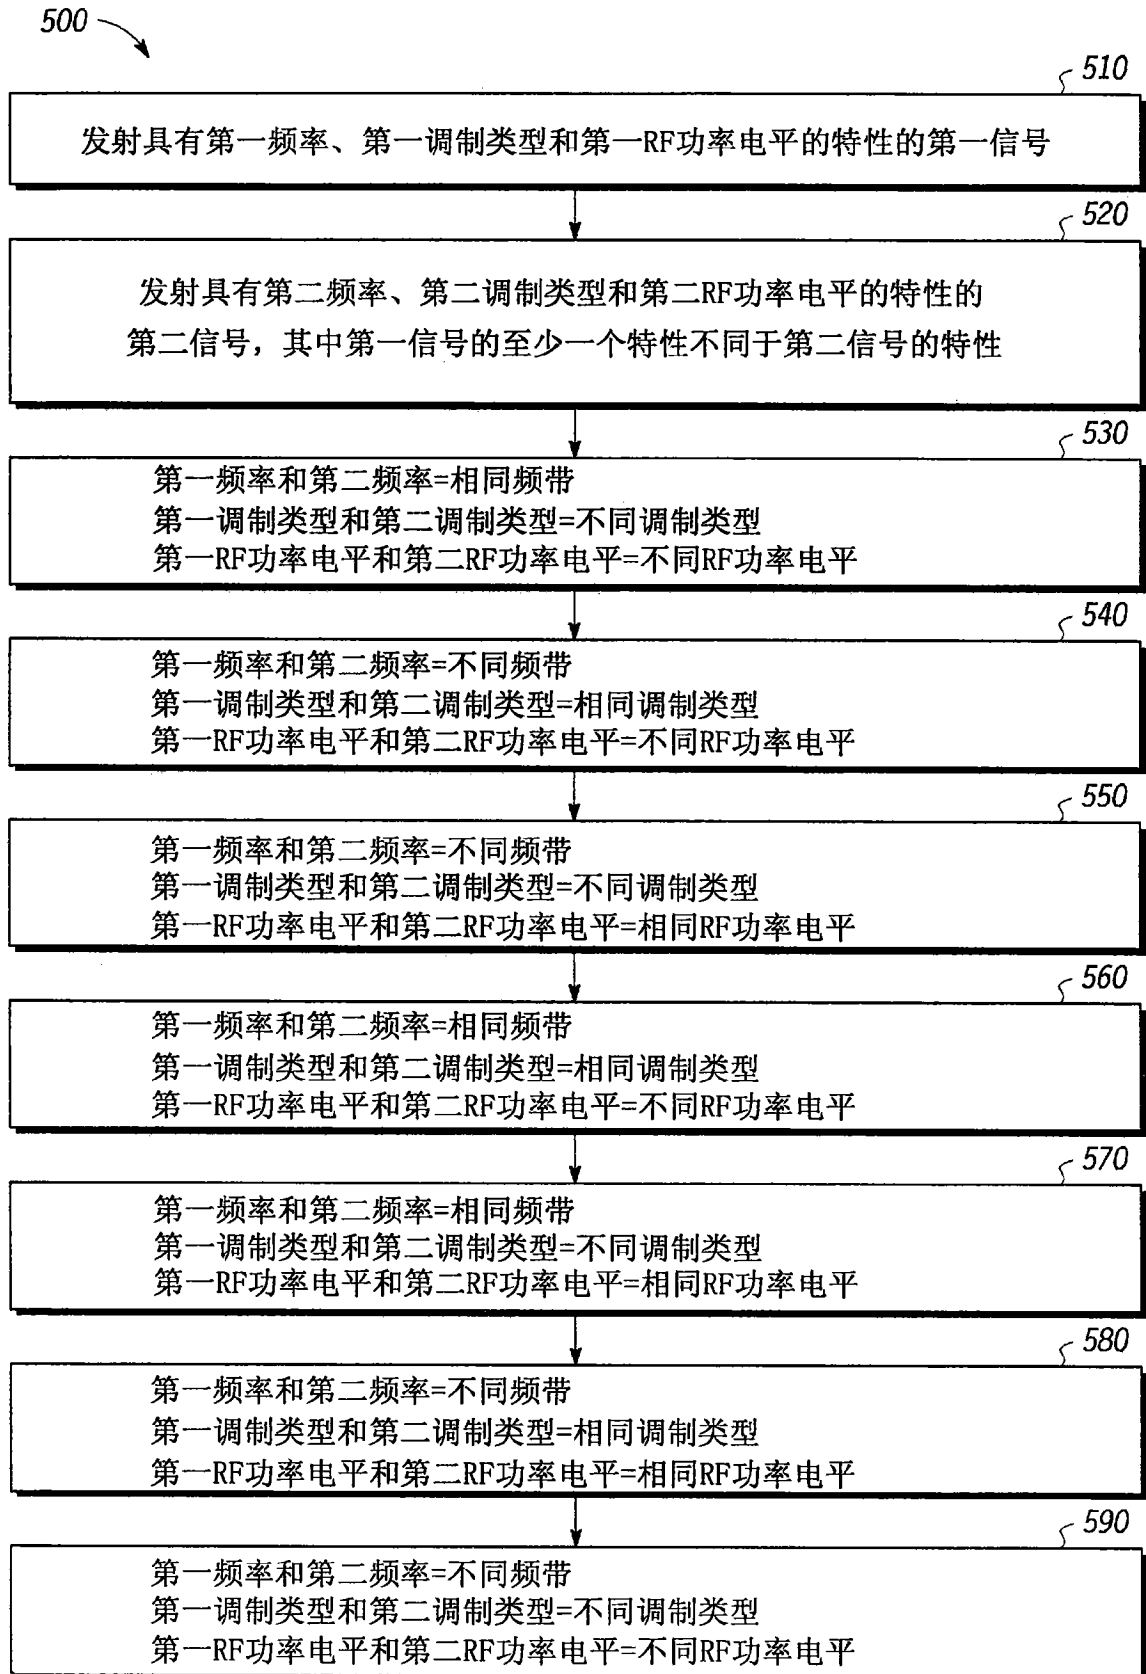 500
510
发射具有第一频率、第一调制类型和第一RF功率电平的特性的第一信号
520
发射具有第二频率、第二调制类型和第二RF功率电平的特性的
第二信号，其中第一信号的至少一个特性不同于第二信号的特性
530
第一频率和第二频率=相同频带
第一调制类型和第二调制类型=不同调制类型
第一RF功率电平和第二RF功率电平=不同RF功率电平
540
第一频率和第二频率=不同频带
第一调制类型和第二调制类型=相同调制类型
第一RF功率电平和第二RF功率电平=不同RF功率电平
550
第一频率和第二频率=不同频带
第一调制类型和第二调制类型=不同调制类型
第一RF功率电平和第二RF功率电平=相同RF功率电平
560
第一频率和第二频率=相同频带
第一调制类型和第二调制类型=相同调制类型
第一RF功率电平和第二RF功率电平=不同RF功率电平
570
第一频率和第二频率=相同频带
第一调制类型和第二调制类型=不同调制类型
第一RF功率电平和第二RF功率电平=相同RF功率电平
580
第一频率和第二频率=不同频带
第一调制类型和第二调制类型=相同调制类型
第一RF功率电平和第二RF功率电平=相同RF功率电平
590
第一频率和第二频率=不同频带
第一调制类型和第二调制类型=不同调制类型
第一RF功率电平和第二RF功率电平=不同RF功率电平